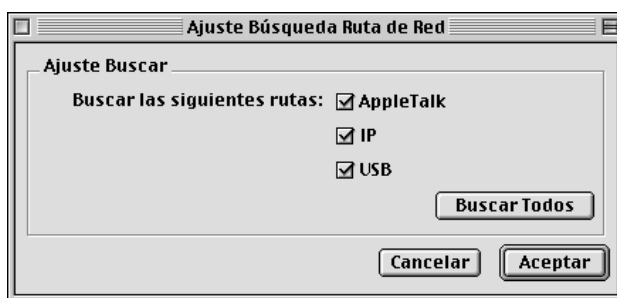 Ajuste Búsqueda Ruta de Red
Ajuste Buscar
Buscar las siguientes rutas: AppleTalk
IP
USB
Buscar Todos
Cancelar Aceptar